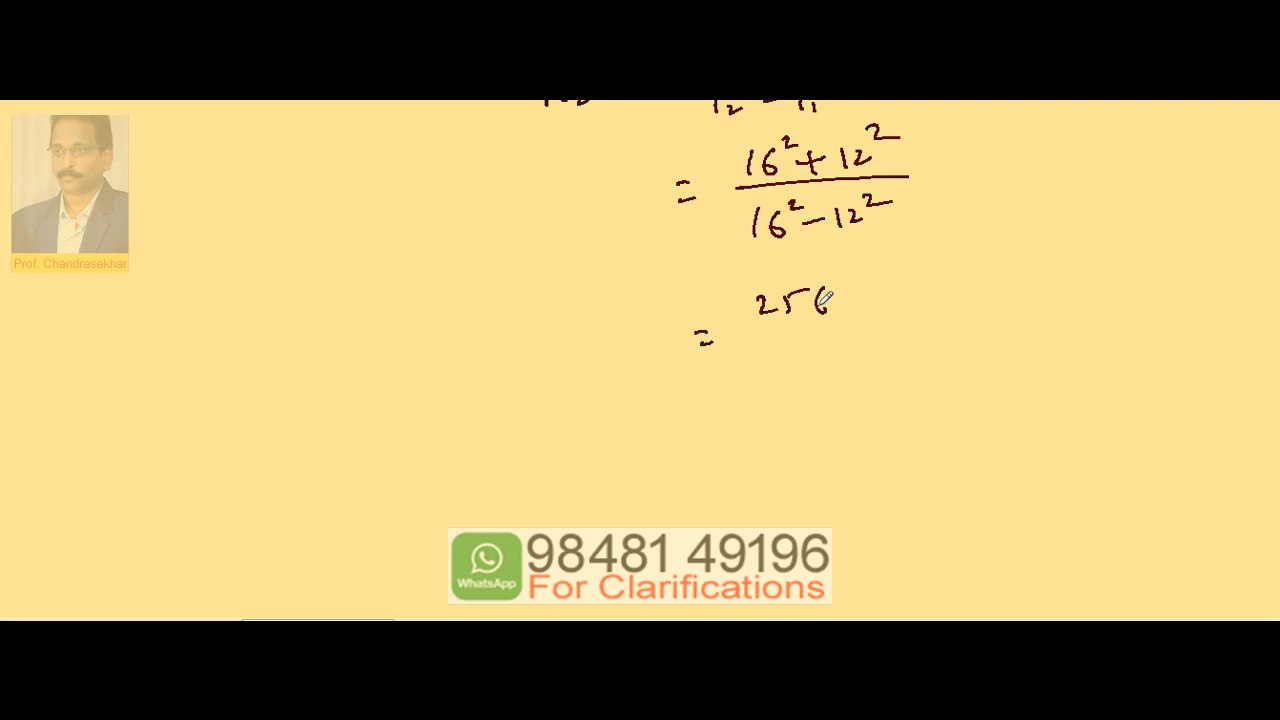 = 16² + 12²
16² − 12²
= 256
Prof. Chandrasekhar
WhatsApp
98481 49196
For Clarifications